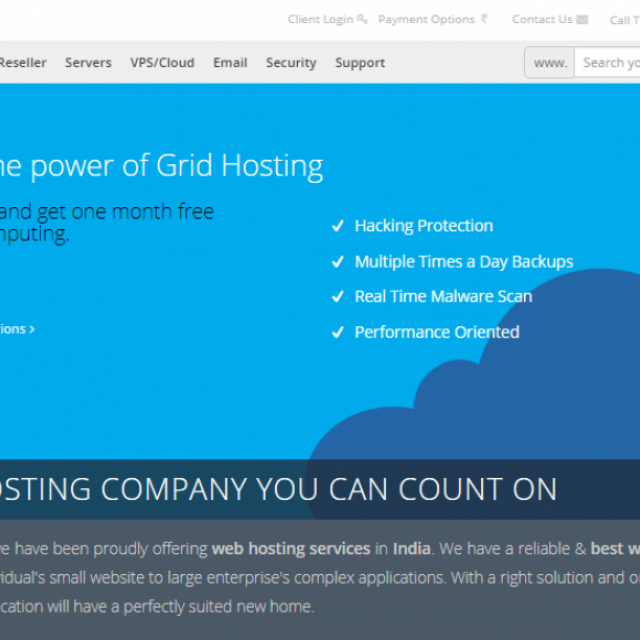 Client Login Payment Options ₹ Contact Us Call T
Reseller Servers VPS/Cloud Email Security Support www. Search yo
he power of Grid Hosting
and get one month free
mputing.
Hacking Protection
Multiple Times a Day Backups
Real Time Malware Scan
tions ›
Performance Oriented
OSTING COMPANY YOU CAN COUNT ON
ve have been proudly offering web hosting services in India. We have a reliable & best w
vidual's small website to large enterprise's complex applications. With a right solution and ou
ication will have a perfectly suited new home.